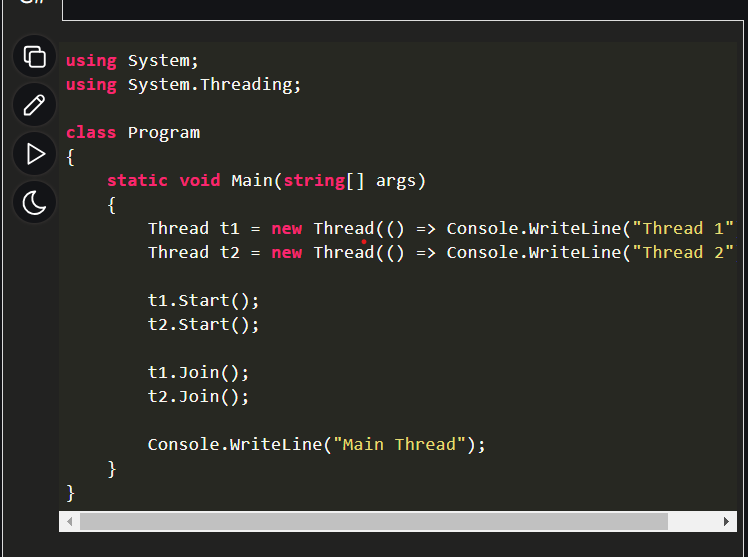 C#
using System;
using System.Threading;
class Program
{
    static void Main(string[] args)
    {
        Thread t1 = new Thread(() => Console.WriteLine("Thread 1"
        Thread t2 = new Thread(() => Console.WriteLine("Thread 2"
        t1.Start();
        t2.Start();
        t1.Join();
        t2.Join();
        Console.WriteLine("Main Thread");
    }
}